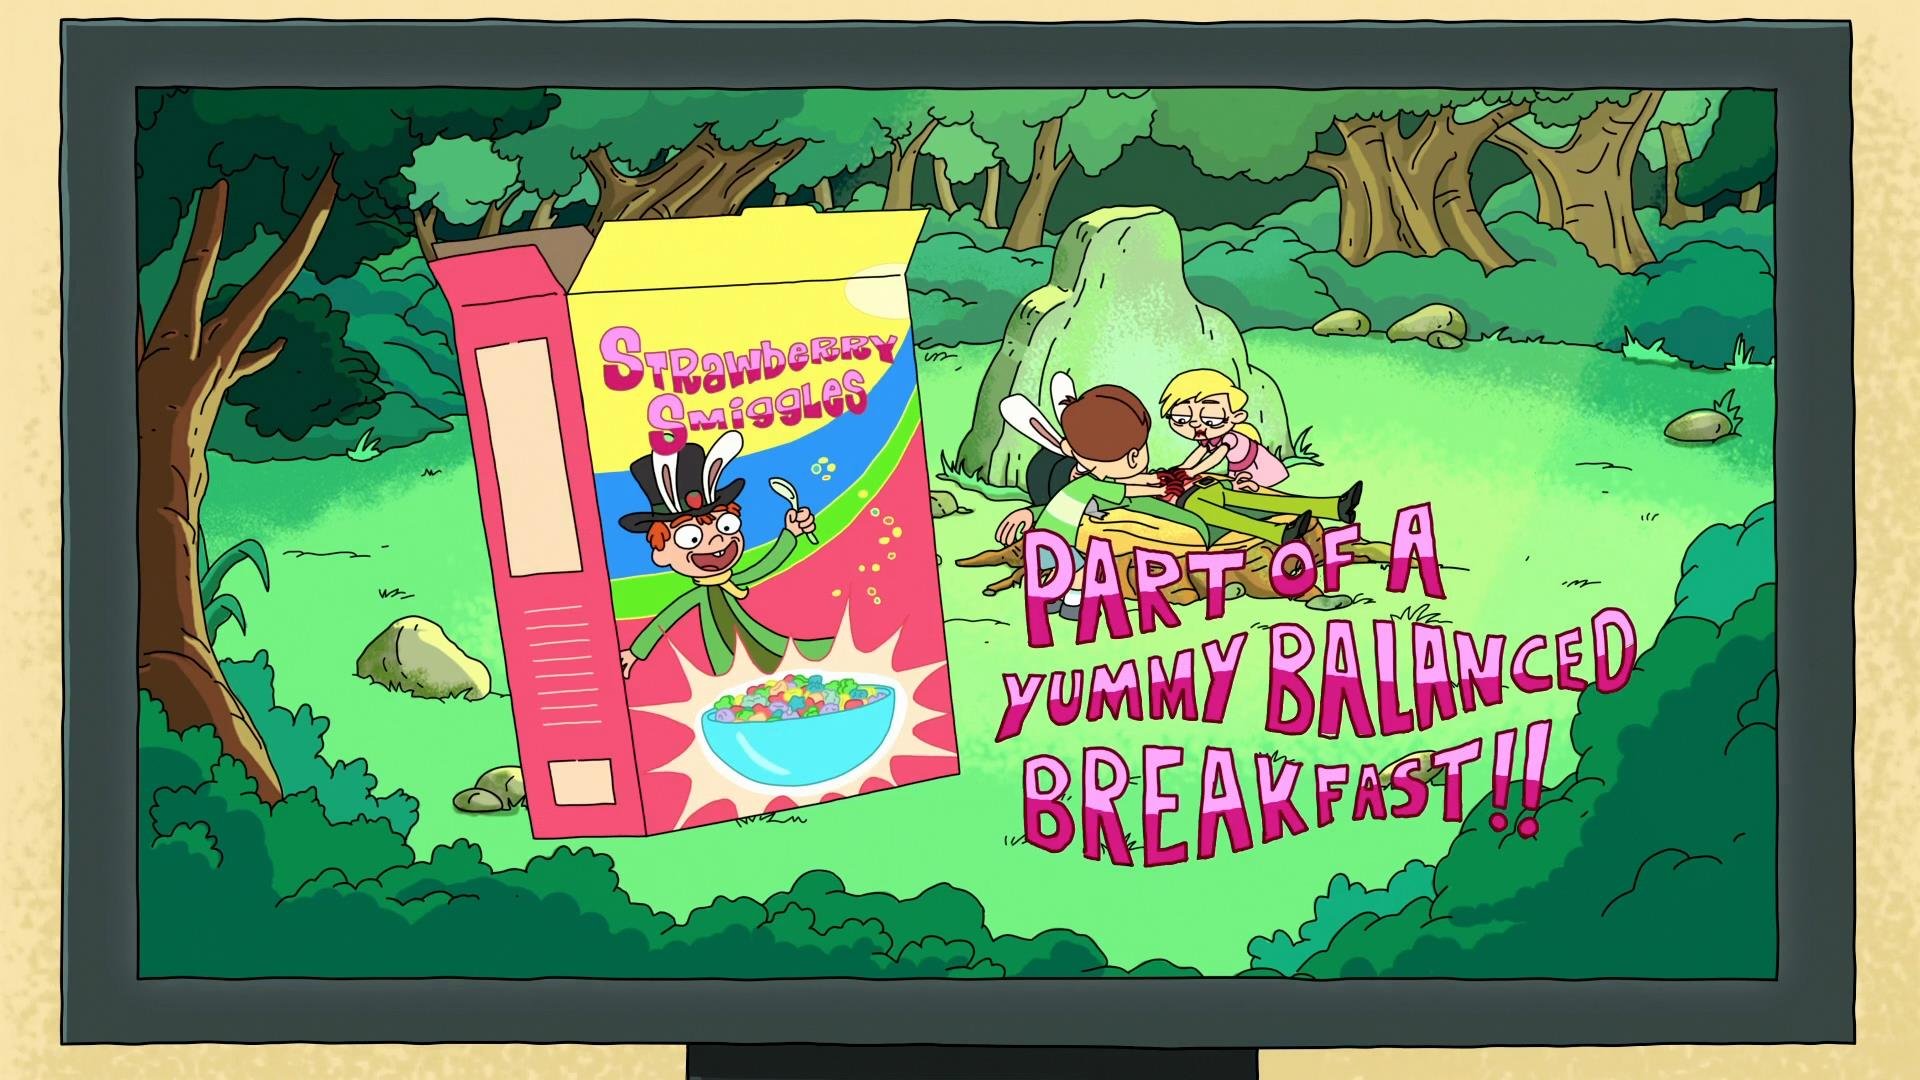 Strawberry
Smiggles
PART OF A
YUMMY BALANCED
BREAKFAST!!